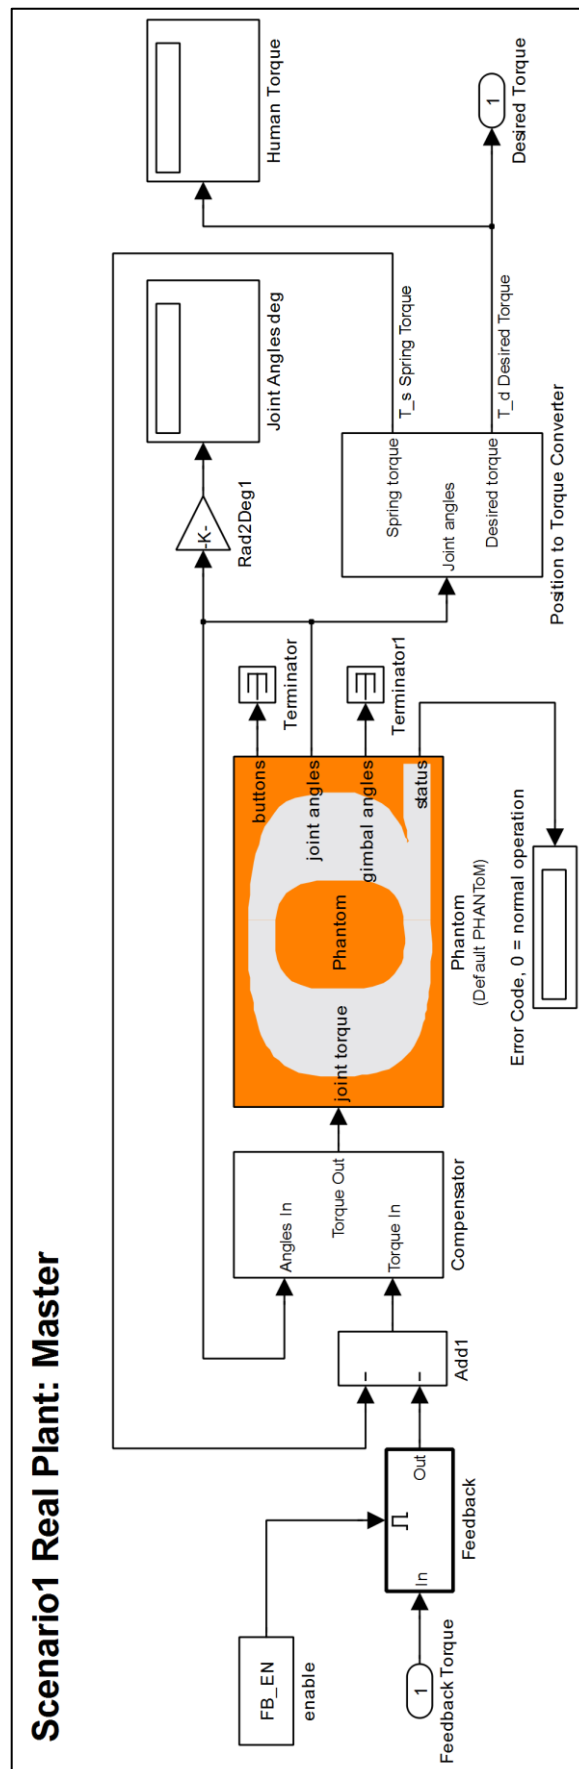 Scenario1 Real Plant: Master
FB_EN
enable
1
Feedback Torque
In
Out
Feedback
–
–
Add1
Angles In
Torque In
Torque Out
Compensator
joint torque
Phantom
buttons
joint angles
gimbal angles
status
Phantom
(Default PHANToM)
Terminator
Terminator1
Error Code, 0 = normal operation
-K-
Rad2Deg1
Joint Angles deg
Joint angles
Spring torque
Desired torque
Position to Torque Converter
T_s Spring Torque
T_d Desired Torque
Human Torque
1
Desired Torque